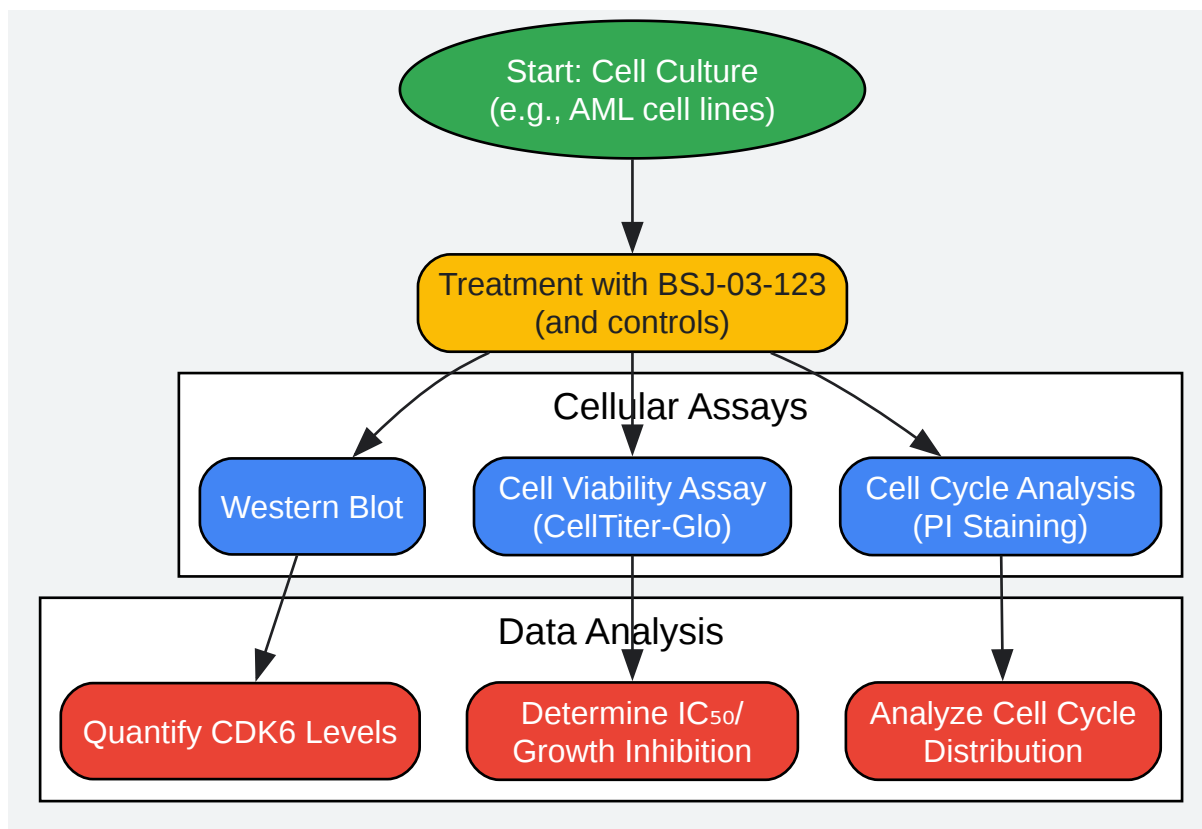 Start: Cell Culture
(e.g., AML cell lines)
Treatment with BSJ-03-123
(and controls)
Cellular Assays
Western Blot
Cell Viability Assay
(CellTiter-Glo)
Cell Cycle Analysis
(PI Staining)
Data Analysis
Quantify CDK6 Levels
Determine IC₅₀/
Growth Inhibition
Analyze Cell Cycle
Distribution